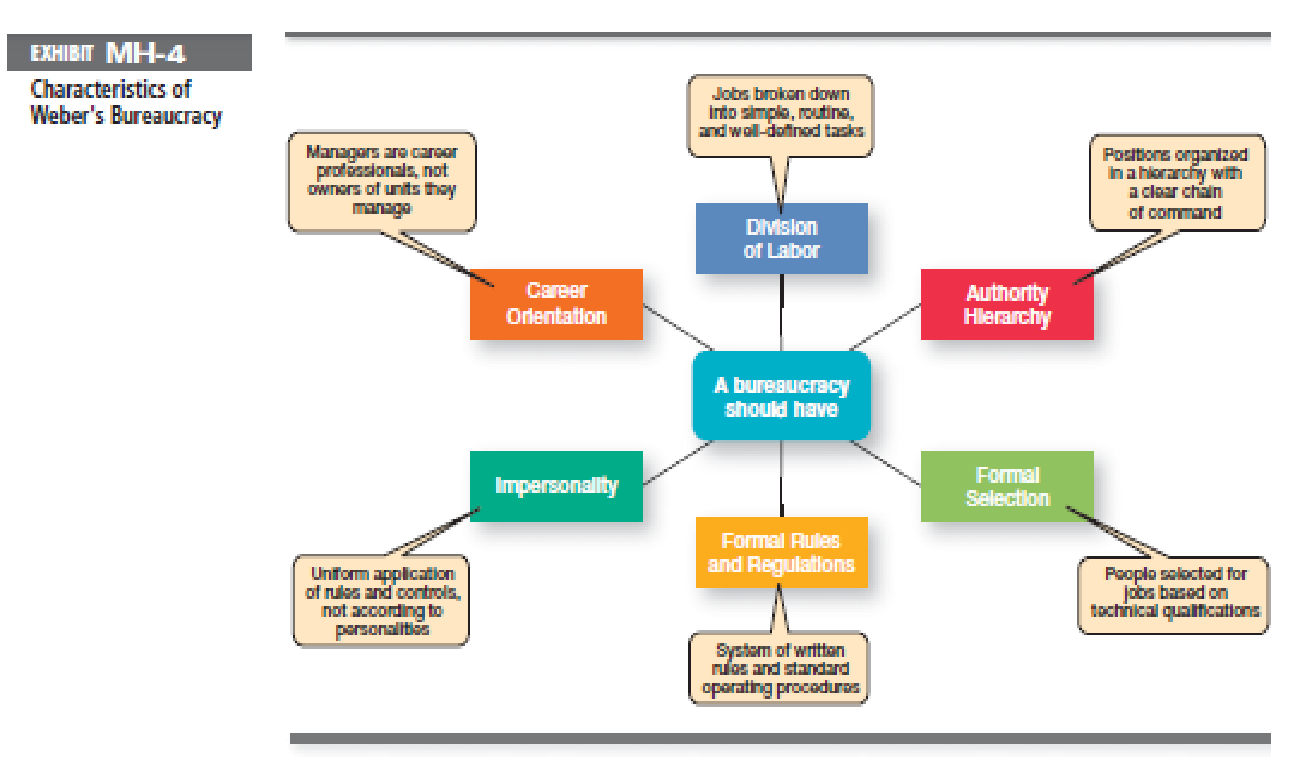 EXHIBIT MH-4
Characteristics of
Weber's Bureaucracy
Jobs broken down
into simple, routine,
and well-defined tasks
Managers are career
professionals, not
owners of units they
manage
Positions organized
in a hierarchy with
a clear chain
of command
Division
of Labor
Career
Orientation
Authority
Hierarchy
A bureaucracy
should have
Impersonality
Formal
Selection
Formal Rules
and Regulations
Uniform application
of rules and controls,
not according to
personalities
People selected for
jobs based on
technical qualifications
System of written
rules and standard
operating procedures